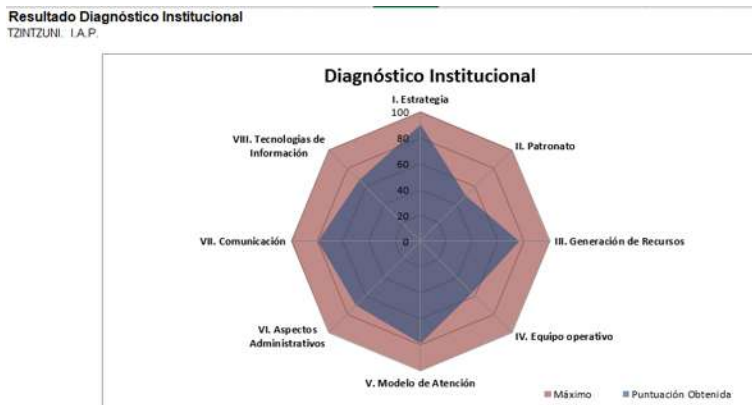 Resultado Diagnóstico Institucional
TZINTZUNI. I.A.P.
Diagnóstico Institucional
I. Estrategia
100
80
60
40
20
0
II. Patronato
III. Generación de Recursos
IV. Equipo operativo
V. Modelo de Atención
VI. Aspectos
Administrativos
VII. Comunicación
VIII. Tecnologías de
Información
Máximo
Puntuación Obtenida